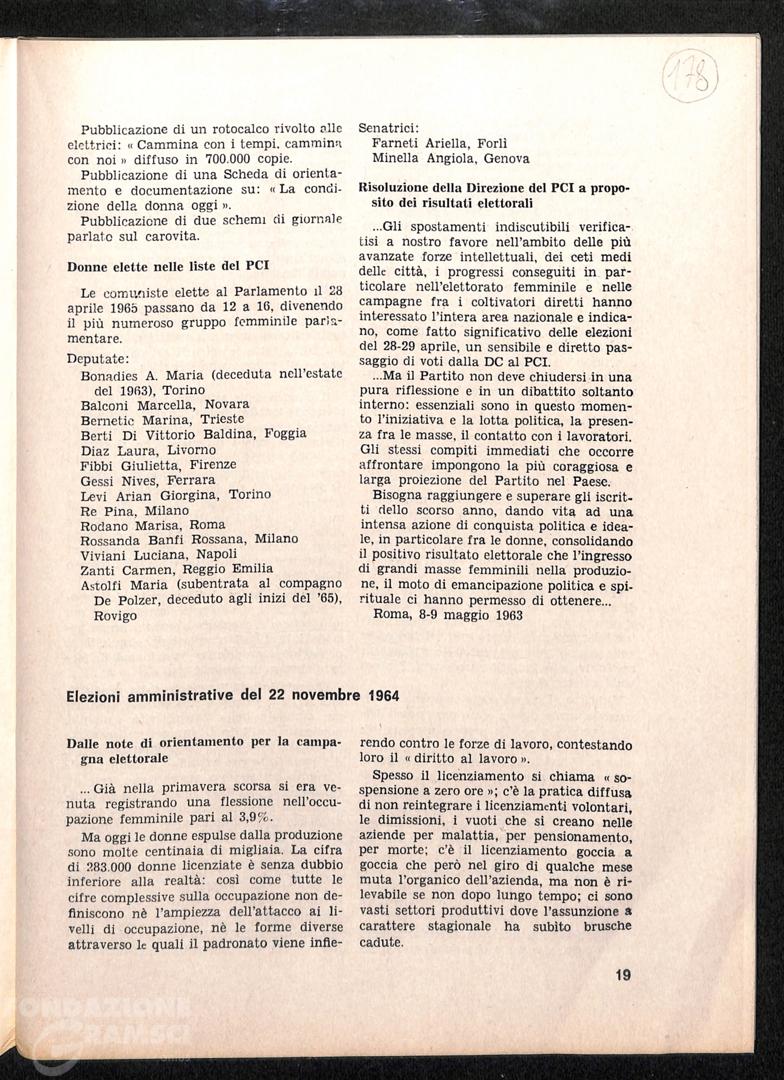 178
Pubblicazione di un rotocalco rivolto alle
elettrici: « Cammina con i tempi, cammina
con noi » diffuso in 700.000 copie.
Pubblicazione di una Scheda di orienta-
mento e documentazione su: « La condi-
zione della donna oggi ».
Pubblicazione di due schemi di giornale
parlato sul carovita.
Donne elette nelle liste del PCI
Le comuniste elette al Parlamento il 28
aprile 1965 passano da 12 a 16, divenendo
il più numeroso gruppo femminile parla-
mentare.
Deputate:
Bonadies A. Maria (deceduta nell'estate
del 1963), Torino
Balconi Marcella, Novara
Bernetic Marina, Trieste
Berti Di Vittorio Baldina, Foggia
Diaz Laura, Livorno
Fibbi Giulietta, Firenze
Gessi Nives, Ferrara
Levi Arian Giorgina, Torino
Re Pina, Milano
Rodano Marisa, Roma
Rossanda Banfi Rossana, Milano
Viviani Luciana, Napoli
Zanti Carmen, Reggio Emilia
Astolfi Maria (subentrata al compagno
De Polzer, deceduto agli inizi del '65),
Rovigo
Senatrici:
Farneti Ariella, Forlì
Minella Angiola, Genova
Risoluzione della Direzione del PCI a propo-
sito dei risultati elettorali
...Gli spostamenti indiscutibili verifica-
tisi a nostro favore nell'ambito delle più
avanzate forze intellettuali, dei ceti medi
delle città, i progressi conseguiti in par-
ticolare nell'elettorato femminile e nelle
campagne fra i coltivatori diretti hanno
interessato l'intera area nazionale e indica-
no, come fatto significativo delle elezioni
del 28-29 aprile, un sensibile e diretto pas-
saggio di voti dalla DC al PCI.
...Ma il Partito non deve chiudersi in una
pura riflessione e in un dibattito soltanto
interno: essenziali sono in questo momen-
to l'iniziativa e la lotta politica, la presen-
za fra le masse, il contatto con i lavoratori.
Gli stessi compiti immediati che occorre
affrontare impongono la più coraggiosa e
larga proiezione del Partito nel Paese.
Bisogna raggiungere e superare gli iscrit-
ti dello scorso anno, dando vita ad una
intensa azione di conquista politica e idea-
le, in particolare fra le donne, consolidando
il positivo risultato elettorale che l'ingresso
di grandi masse femminili nella produzio-
ne, il moto di emancipazione politica e spi-
rituale ci hanno permesso di ottenere...
Roma, 8-9 maggio 1963
Elezioni amministrative del 22 novembre 1964
Dalle note di orientamento per la campa-
gna elettorale
... Già nella primavera scorsa si era ve-
nuta registrando una flessione nell'occu-
pazione femminile pari al 3,9%.
Ma oggi le donne espulse dalla produzione
sono molte centinaia di migliaia. La cifra
di 283.000 donne licenziate è senza dubbio
inferiore alla realtà: così come tutte le
cifre complessive sulla occupazione non de-
finiscono nè l'ampiezza dell'attacco ai li-
velli di occupazione, nè le forme diverse
attraverso le quali il padronato viene infie-
rendo contro le forze di lavoro, contestando
loro il « diritto al lavoro ».
Spesso il licenziamento si chiama « so-
spensione a zero ore »; c'è la pratica diffusa
di non reintegrare i licenziamenti volontari,
le dimissioni, i vuoti che si creano nelle
aziende per malattia, per pensionamento,
per morte; c'è il licenziamento goccia a
goccia che però nel giro di qualche mese
muta l'organico dell'azienda, ma non è ri-
levabile se non dopo lungo tempo; ci sono
vasti settori produttivi dove l'assunzione a
carattere stagionale ha subìto brusche
cadute.
19
FONDAZIONE
GRAMSCI
ONLUS